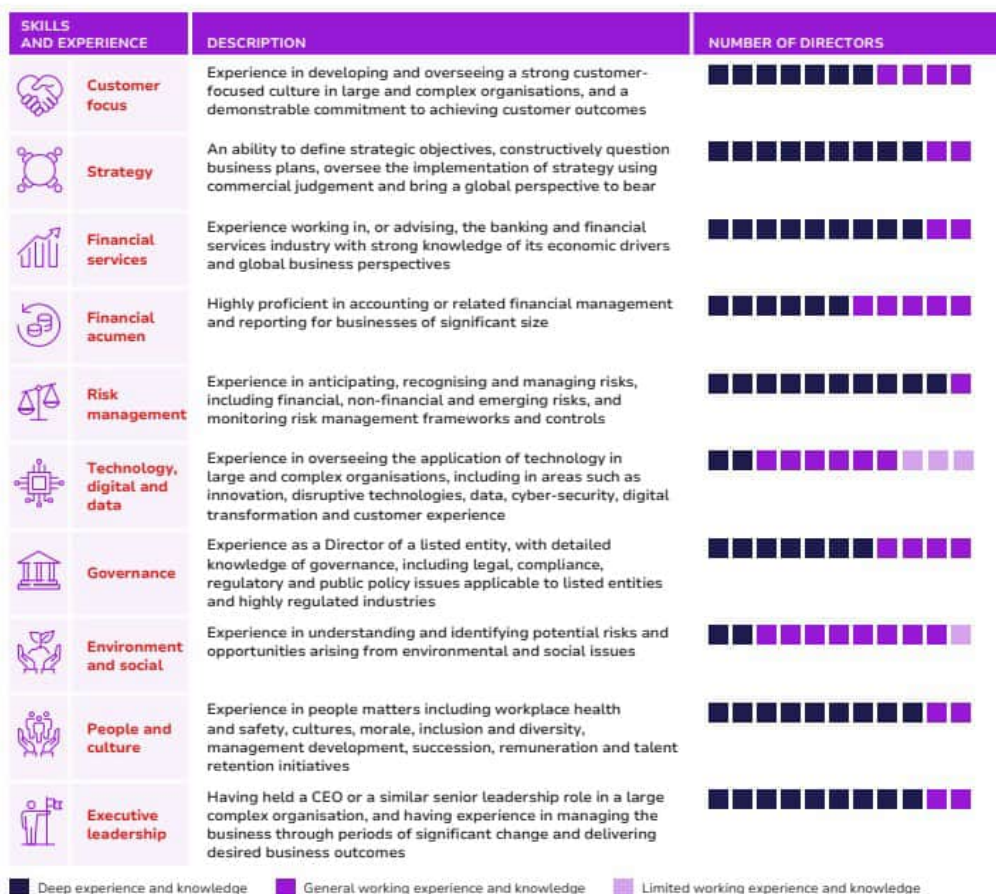 SKILLS
AND EXPERIENCE
DESCRIPTION
NUMBER OF DIRECTORS
Customer
focus
Experience in developing and overseeing a strong customer-
focused culture in large and complex organisations, and a
demonstrable commitment to achieving customer outcomes
Strategy
An ability to define strategic objectives, constructively question
business plans, oversee the implementation of strategy using
commercial judgement and bring a global perspective to bear
Financial
services
Experience working in, or advising, the banking and financial
services industry with strong knowledge of its economic drivers
and global business perspectives
Financial
acumen
Highly proficient in accounting or related financial management
and reporting for businesses of significant size
Risk
management
Experience in anticipating, recognising and managing risks,
including financial, non-financial and emerging risks, and
monitoring risk management frameworks and controls
Technology,
digital and
data
Experience in overseeing the application of technology in
large and complex organisations, including in areas such as
innovation, disruptive technologies, data, cyber-security, digital
transformation and customer experience
Governance
Experience as a Director of a listed entity, with detailed
knowledge of governance, including legal, compliance,
regulatory and public policy issues applicable to listed entities
and highly regulated industries
Environment
and social
Experience in understanding and identifying potential risks and
opportunities arising from environmental and social issues
People and
culture
Experience in people matters including workplace health
and safety, cultures, morale, inclusion and diversity,
management development, succession, remuneration and talent
retention initiatives
Executive
leadership
Having held a CEO or a similar senior leadership role in a large
complex organisation, and having experience in managing the
business through periods of significant change and delivering
desired business outcomes
Deep experience and knowledge
General working experience and knowledge
Limited working experience and knowledge